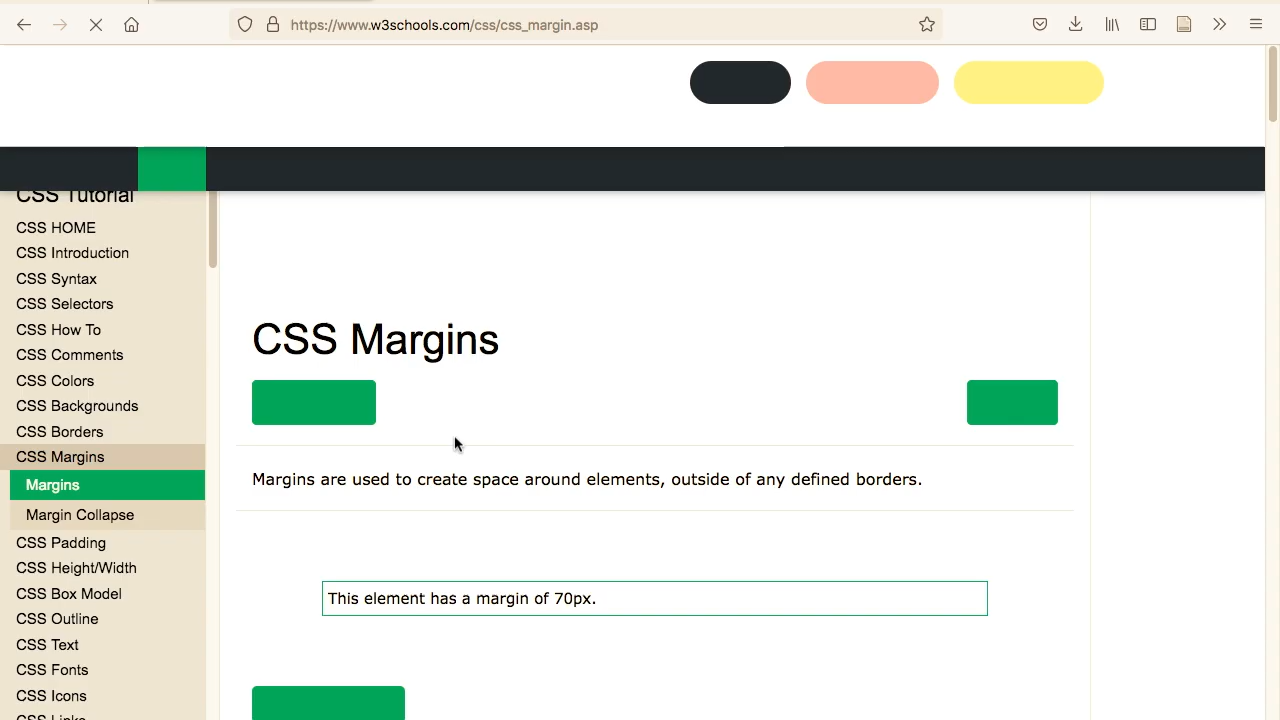 https://www.w3schools.com/css/css_margin.asp
CSS Tutorial
CSS HOME
CSS Introduction
CSS Syntax
CSS Selectors
CSS How To
CSS Comments
CSS Colors
CSS Backgrounds
CSS Borders
CSS Margins
Margins
Margin Collapse
CSS Padding
CSS Height/Width
CSS Box Model
CSS Outline
CSS Text
CSS Fonts
CSS Icons
CSS Links
CSS Margins
Margins are used to create space around elements, outside of any defined borders.
This element has a margin of 70px.